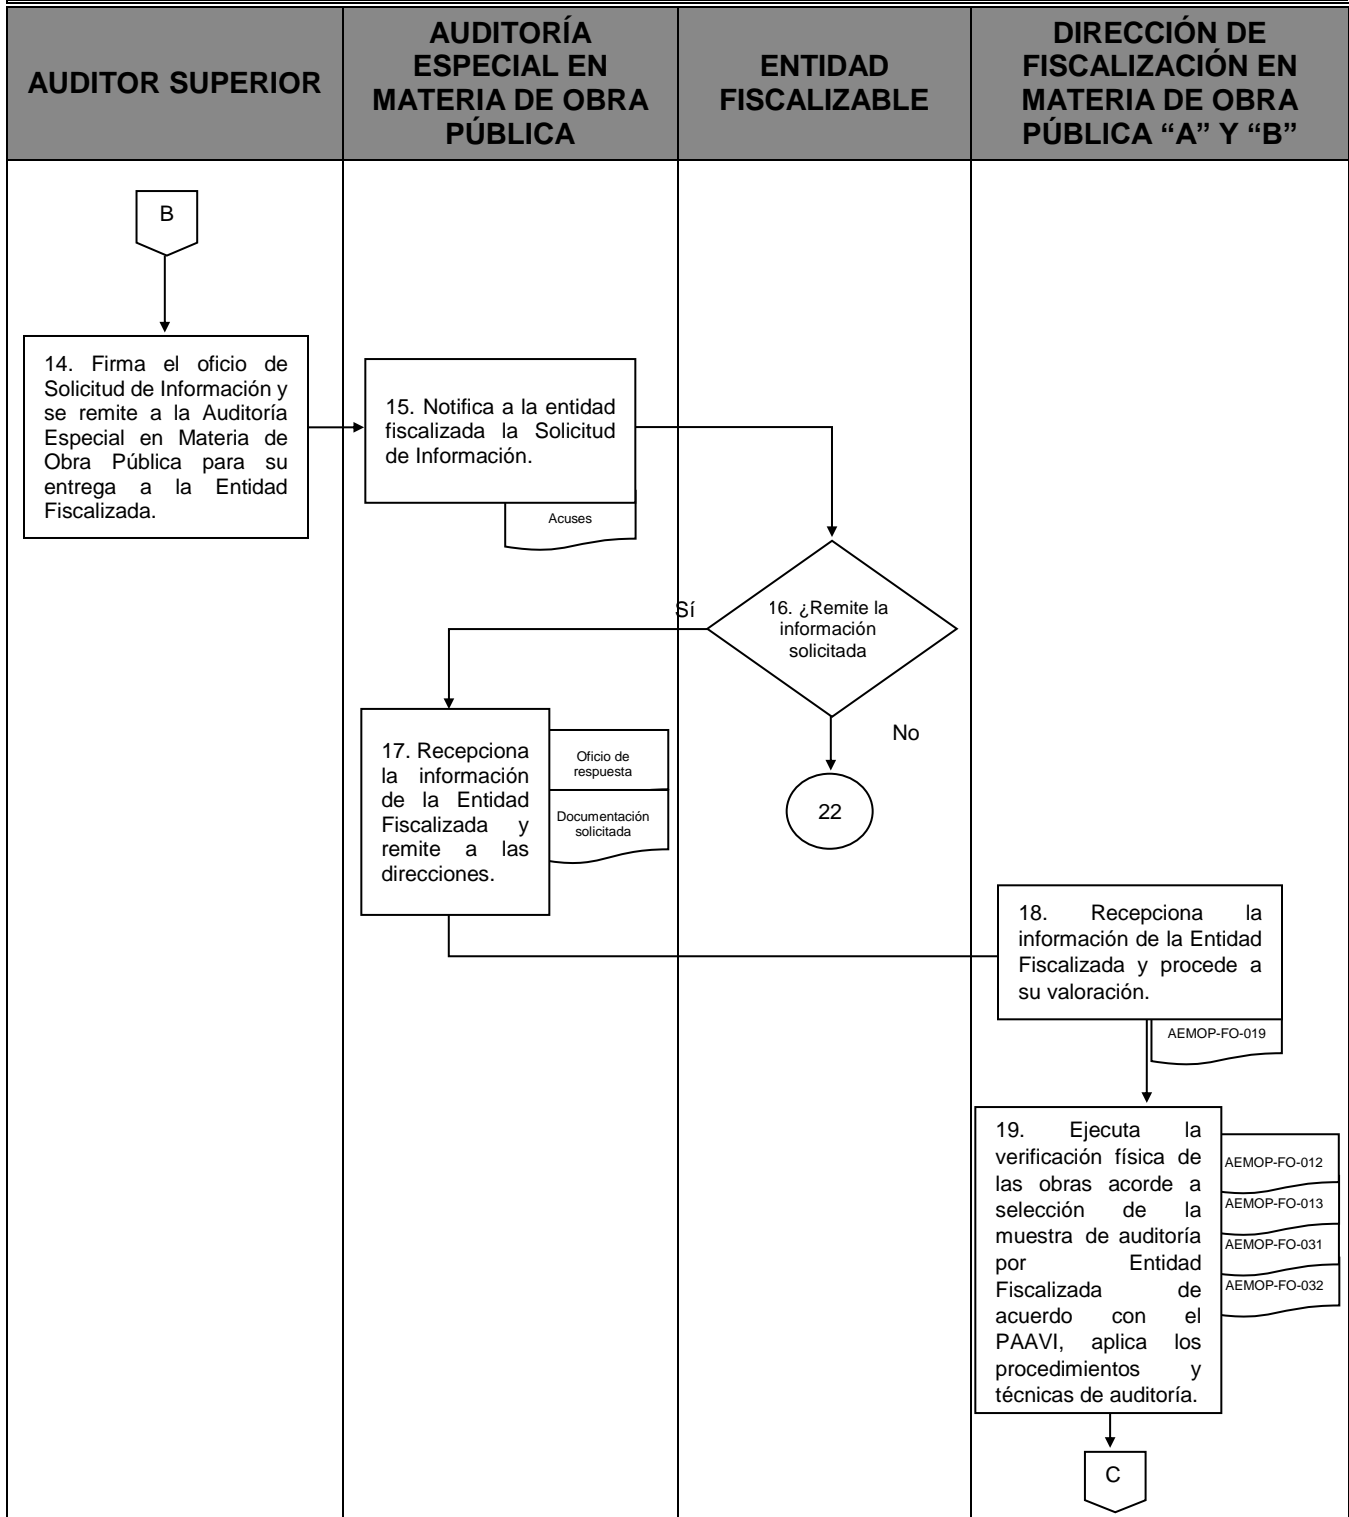 AUDITOR SUPERIOR
AUDITORÍA
ESPECIAL EN
MATERIA DE OBRA
PÚBLICA
ENTIDAD
FISCALIZABLE
DIRECCIÓN DE
FISCALIZACIÓN EN
MATERIA DE OBRA
PÚBLICA “A” Y “B”
B
14. Firma el oficio de
Solicitud de Información y
se remite a la Auditoría
Especial en Materia de
Obra Pública para su
entrega a la Entidad
Fiscalizada.
15. Notifica a la entidad
fiscalizada la Solicitud
de Información.
Acuses
16. ¿Remite la
información
solicitada
Sí
No
22
17. Recepciona
la información
de la Entidad
Fiscalizada y
remite a las
direcciones.
Oficio de
respuesta
Documentación
solicitada
18. Recepciona la
información de la Entidad
Fiscalizada y procede a
su valoración.
AEMOP-FO-019
19. Ejecuta la
verificación física de
las obras acorde a
selección de la
muestra de auditoría
por Entidad
Fiscalizada de
acuerdo con el
PAAVI, aplica los
procedimientos y
técnicas de auditoría.
AEMOP-FO-012
AEMOP-FO-013
AEMOP-FO-031
AEMOP-FO-032
C